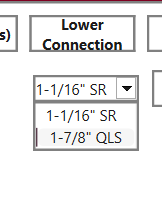 s)
Lower
Connection
1-1/16" SR
1-1/16" SR
1-7/8" QLS